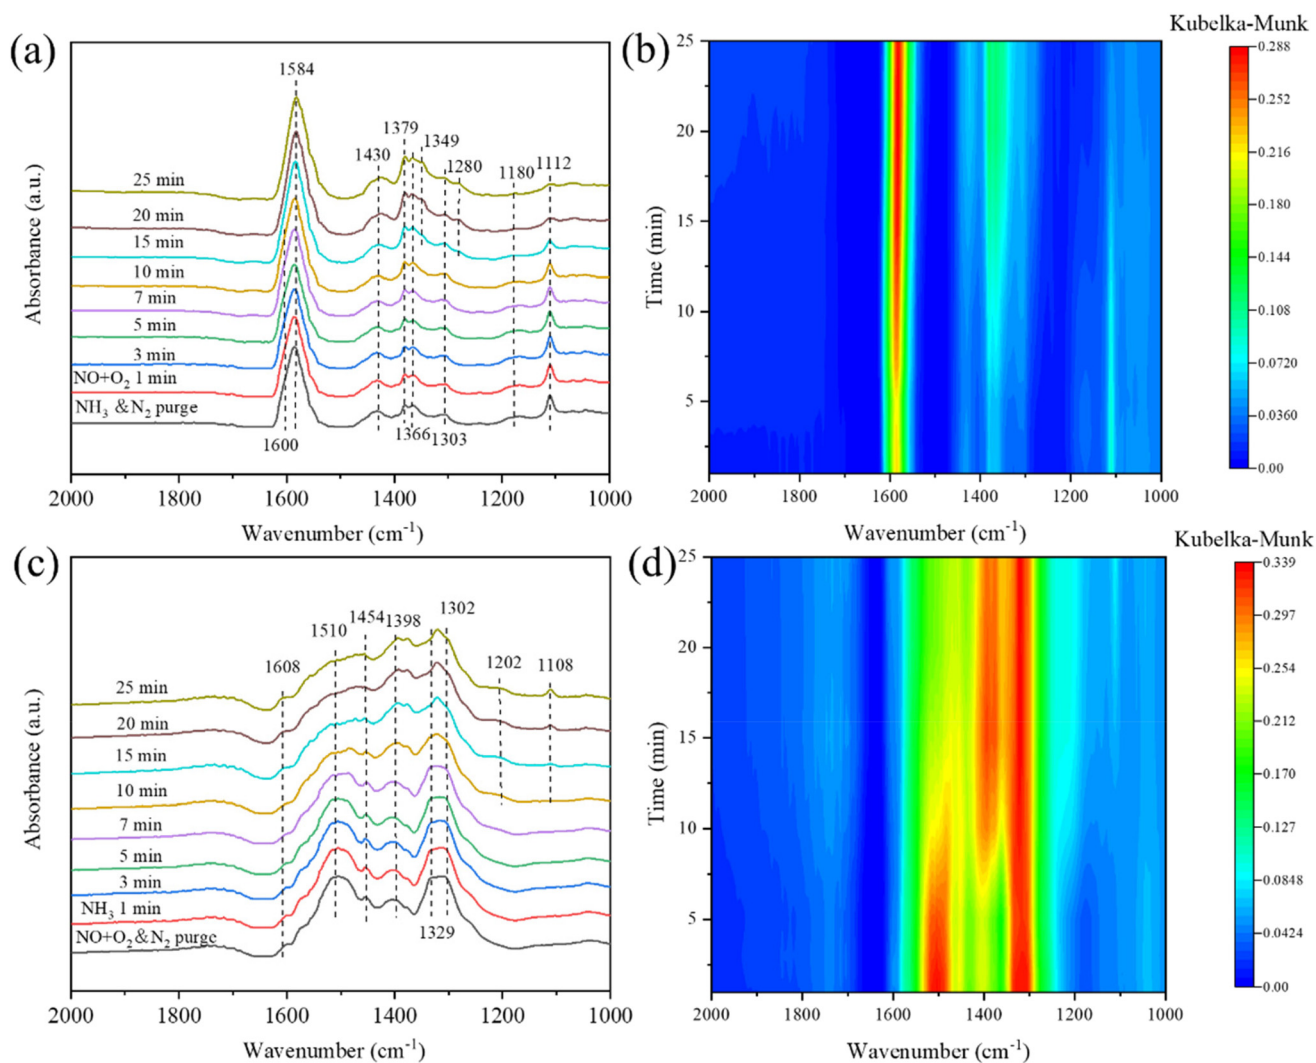 (a)
1584
1379
1349
1430
1280
1180
1112
25 min
20 min
15 min
10 min
7 min
5 min
3 min
NO+O2 1 min
NH3 &N2 purge
1600
1366
1303
Absorbance (a.u.)
2000 1800 1600 1400 1200 1000
Wavenumber (cm-1)
(b)
Kubelka-Munk
25
20
15
10
5
Time (min)
2000 1800 1600 1400 1200 1000
Wavenumber (cm-1)
0.288
0.252
0.216
0.180
0.144
0.108
0.0720
0.0360
0.00
(c)
1608
1510
1454
1398
1302
1202
1108
25 min
20 min
15 min
10 min
7 min
5 min
3 min
NH3 1 min
NO+O2&N2 purge
1329
Absorbance (a.u.)
2000 1800 1600 1400 1200 1000
Wavenumber (cm-1)
(d)
Kubelka-Munk
25
20
15
10
5
Time (min)
2000 1800 1600 1400 1200 1000
Wavenumber (cm-1)
0.339
0.297
0.254
0.212
0.170
0.127
0.0848
0.0424
0.00